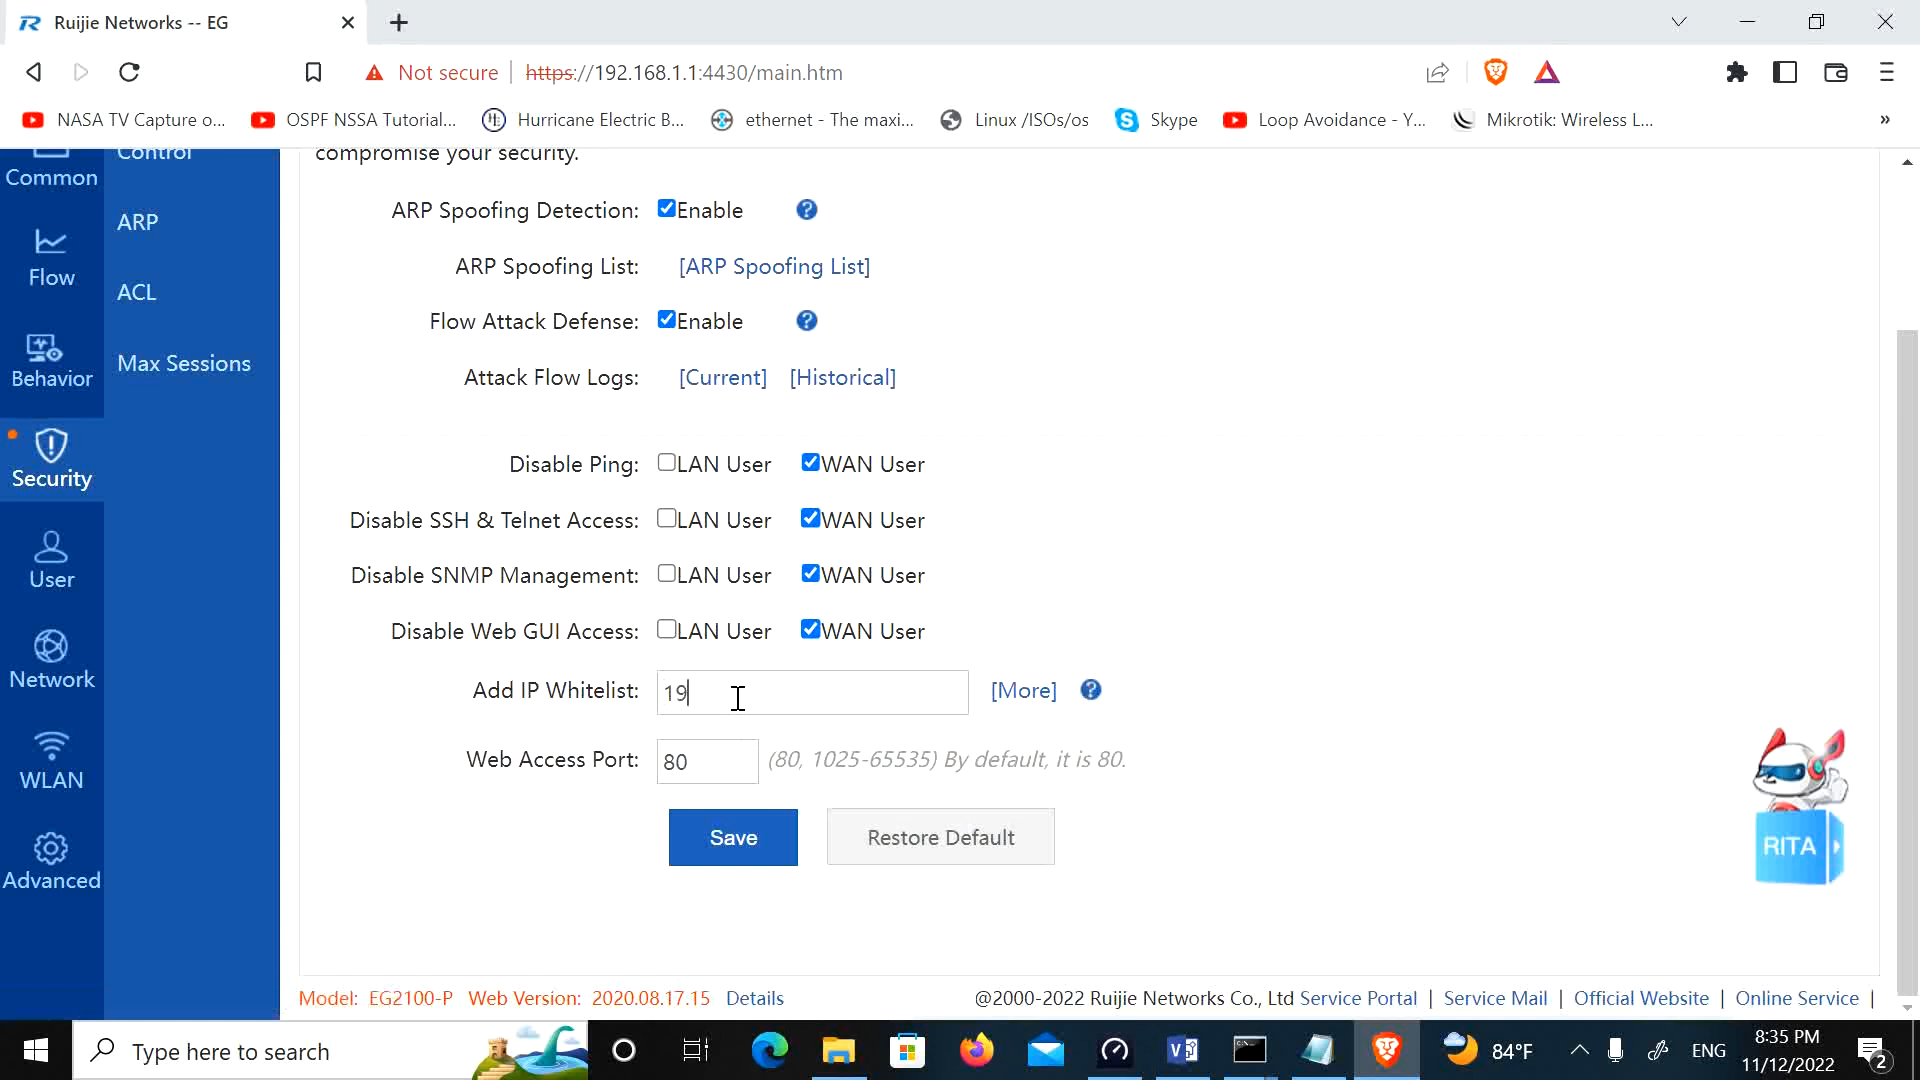 Ruijie Networks -- EG
Not secure | https://192.168.1.1:4430/main.htm
NASA TV Capture o... OSPF NSSA Tutorial... Hurricane Electric B... ethernet - The maxi... Linux /ISOs/os Skype Loop Avoidance - Y... Mikrotik: Wireless L... »
Common
Flow
Behavior
Security
User
Network
WLAN
Advanced
Control
ARP
ACL
Max Sessions
compromise your security.
ARP Spoofing Detection: Enable ?
ARP Spoofing List: [ARP Spoofing List]
Flow Attack Defense: Enable ?
Attack Flow Logs: [Current] [Historical]
Disable Ping: LAN User WAN User
Disable SSH & Telnet Access: LAN User WAN User
Disable SNMP Management: LAN User WAN User
Disable Web GUI Access: LAN User WAN User
Add IP Whitelist: 19 [More] ?
Web Access Port: 80 (80, 1025-65535) By default, it is 80.
Save Restore Default
RITA
Model: EG2100-P Web Version: 2020.08.17.15 Details @2000-2022 Ruijie Networks Co., Ltd Service Portal | Service Mail | Official Website | Online Service |
Type here to search
84°F
ENG
8:35 PM
11/12/2022
2